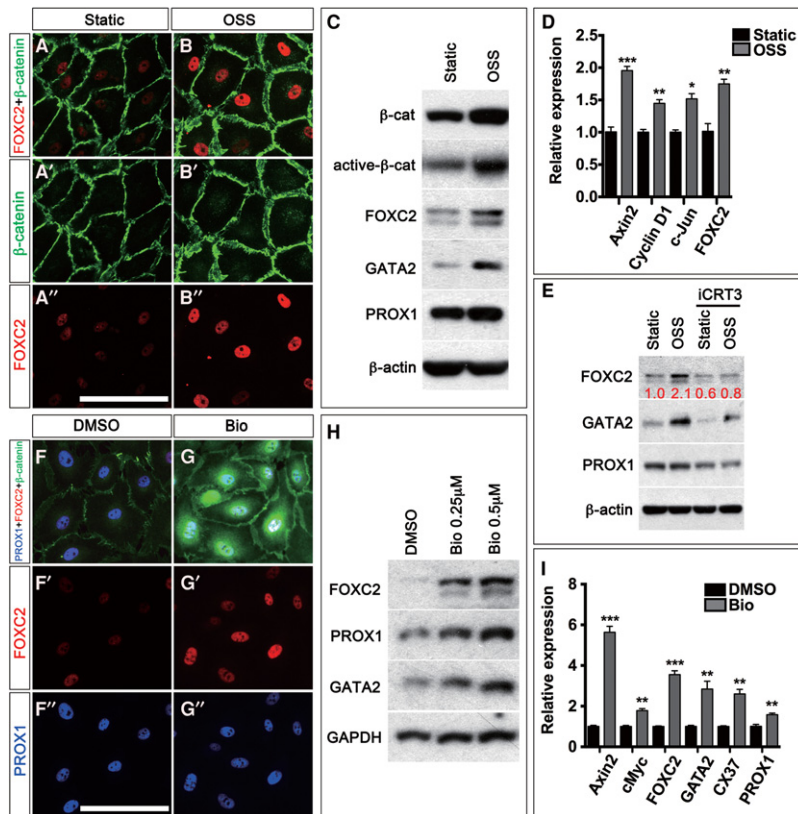 Static OSS
A B
FOXC2+β-catenin
A′ B′
β-catenin
A′′ B′′
FOXC2
C
Static OSS
β-cat
active-β-cat
FOXC2
GATA2
PROX1
β-actin
D
Static
OSS
Relative expression
2.5
2.0
1.5
1.0
0.5
0.0
*** ** * **
Axin2 Cyclin D1 c-Jun FOXC2
E
iCRT3
Static OSS Static OSS
FOXC2
1.0 2.1 0.6 0.8
GATA2
PROX1
β-actin
DMSO Bio
F G
PROX1+FOXC2+β-catenin
F′ G′
FOXC2
F′′ G′′
PROX1
H
DMSO Bio 0.25μM Bio 0.5μM
FOXC2
PROX1
GATA2
GAPDH
I
DMSO
Bio
Relative expression
8
6
4
2
0
*** ** *** ** ** **
Axin2 cMyc FOXC2 GATA2 CX37 PROX1